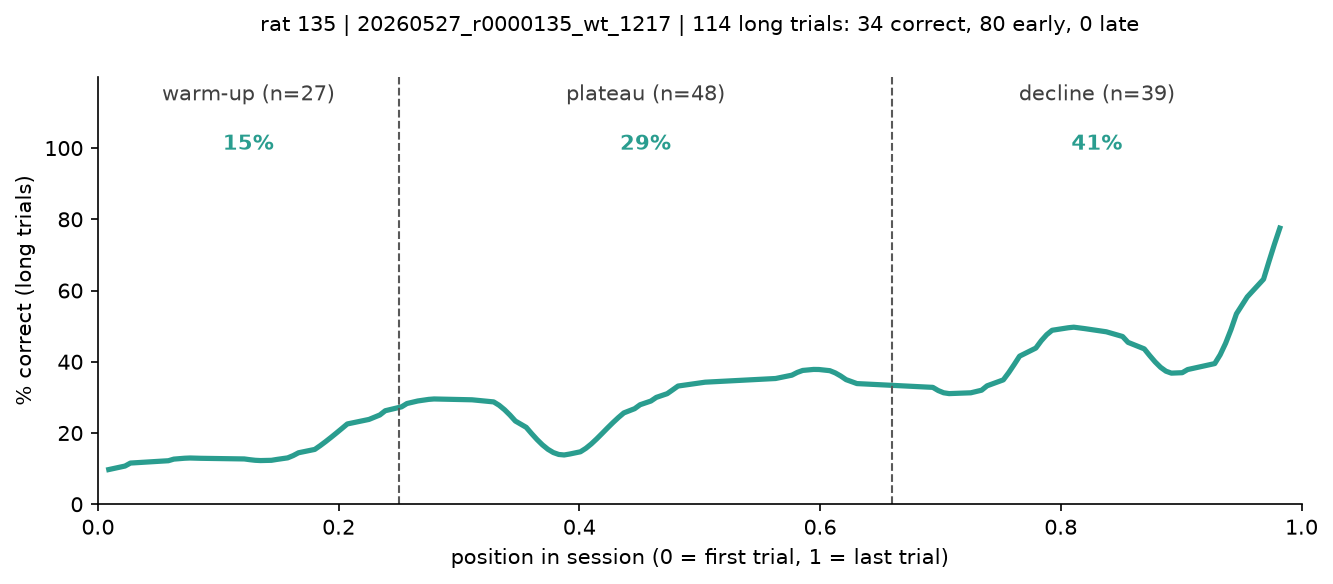 rat 135 | 20260527_r0000135_wt_1217 | 114 long trials: 34 correct, 80 early, 0 late
warm-up (n=27)
plateau (n=48)
decline (n=39)
15%
29%
41%
% correct (long trials)
100
80
60
40
20
0
0.0
0.2
0.4
0.6
0.8
1.0
position in session (0 = first trial, 1 = last trial)